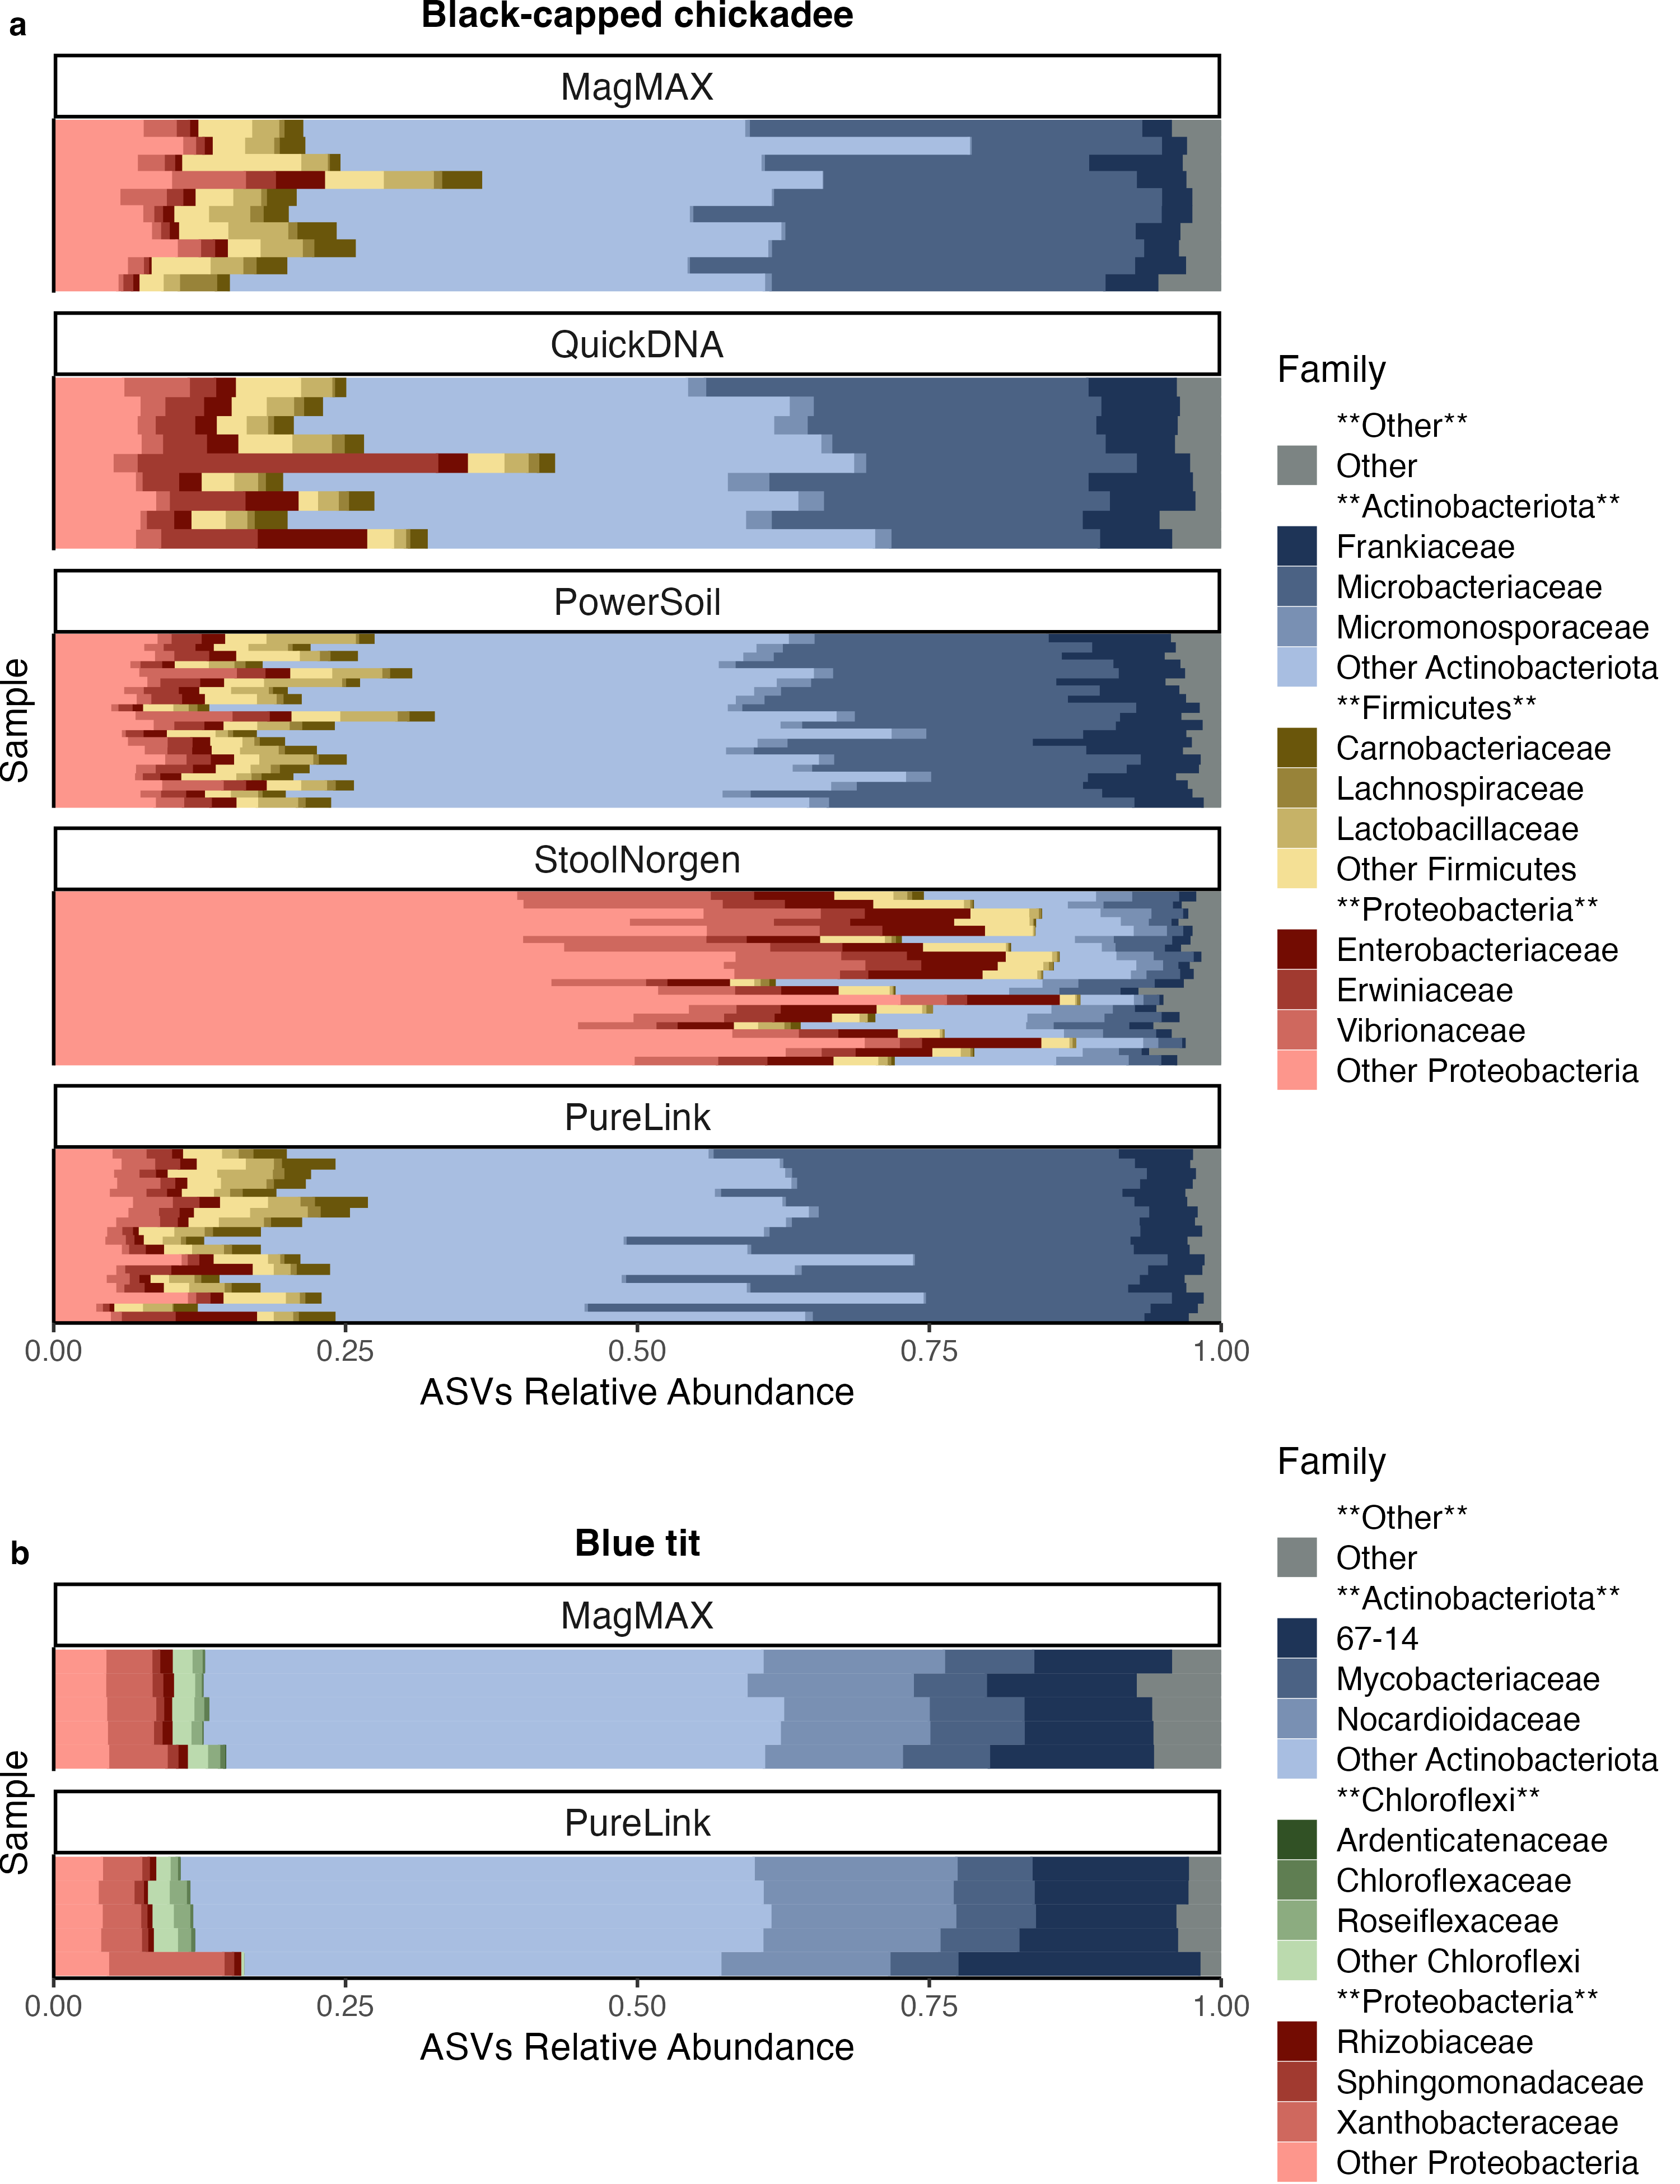 a
Black-capped chickadee
MagMAX
QuickDNA
PowerSoil
StoolNorgen
PureLink
Sample
0.00 0.25 0.50 0.75 1.00
ASVs Relative Abundance
Family
**Other**
Other
**Actinobacteriota**
Frankiaceae
Microbacteriaceae
Micromonosporaceae
Other Actinobacteriota
**Firmicutes**
Carnobacteriaceae
Lachnospiraceae
Lactobacillaceae
Other Firmicutes
**Proteobacteria**
Enterobacteriaceae
Erwiniaceae
Vibrionaceae
Other Proteobacteria
b
Blue tit
MagMAX
PureLink
Sample
0.00 0.25 0.50 0.75 1.00
ASVs Relative Abundance
Family
**Other**
Other
**Actinobacteriota**
67-14
Mycobacteriaceae
Nocardioidaceae
Other Actinobacteriota
**Chloroflexi**
Ardenticatenaceae
Chloroflexaceae
Roseiflexaceae
Other Chloroflexi
**Proteobacteria**
Rhizobiaceae
Sphingomonadaceae
Xanthobacteraceae
Other Proteobacteria